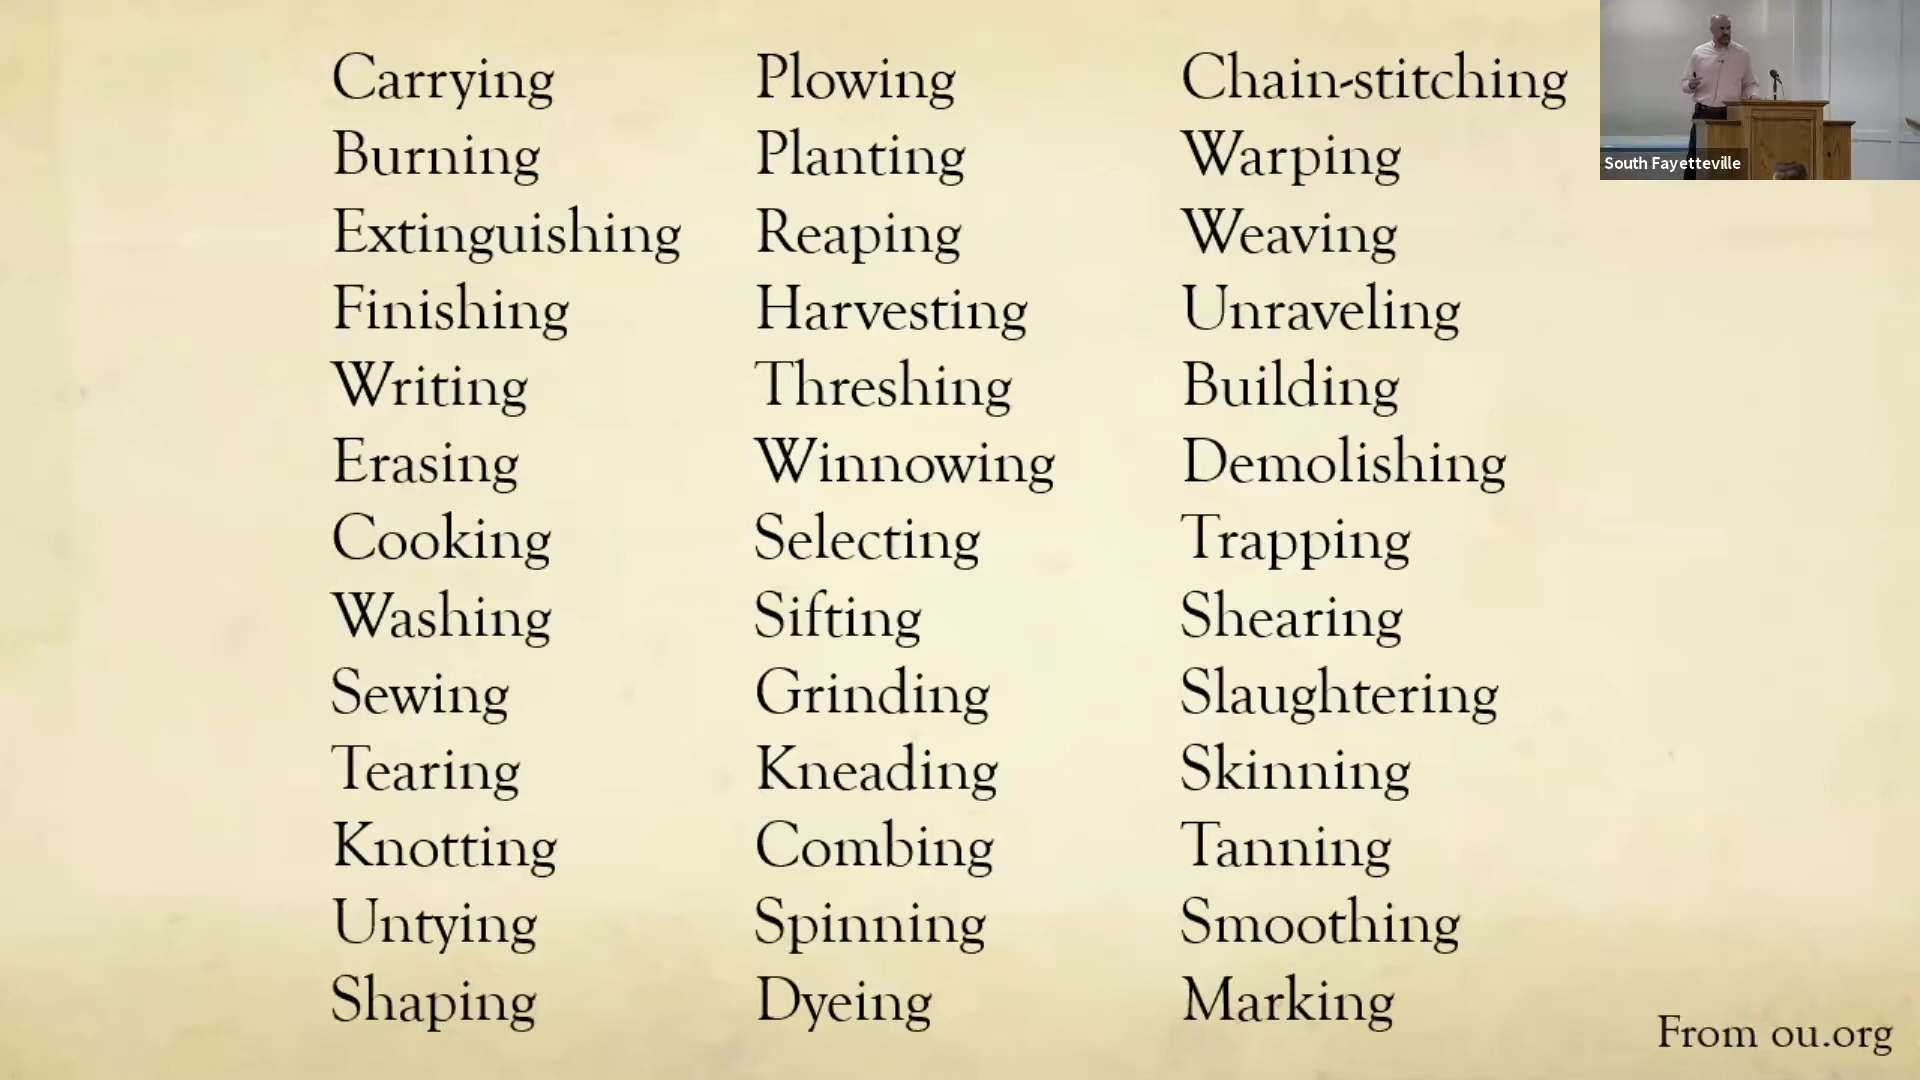 Carrying
Burning
Extinguishing
Finishing
Writing
Erasing
Cooking
Washing
Sewing
Tearing
Knotting
Untying
Shaping
Plowing
Planting
Reaping
Harvesting
Threshing
Winnowing
Selecting
Sifting
Grinding
Kneading
Combing
Spinning
Dyeing
Chain-stitching
Warping
Weaving
Unraveling
Building
Demolishing
Trapping
Shearing
Slaughtering
Skinning
Tanning
Smoothing
Marking
South Fayetteville
From ou.org